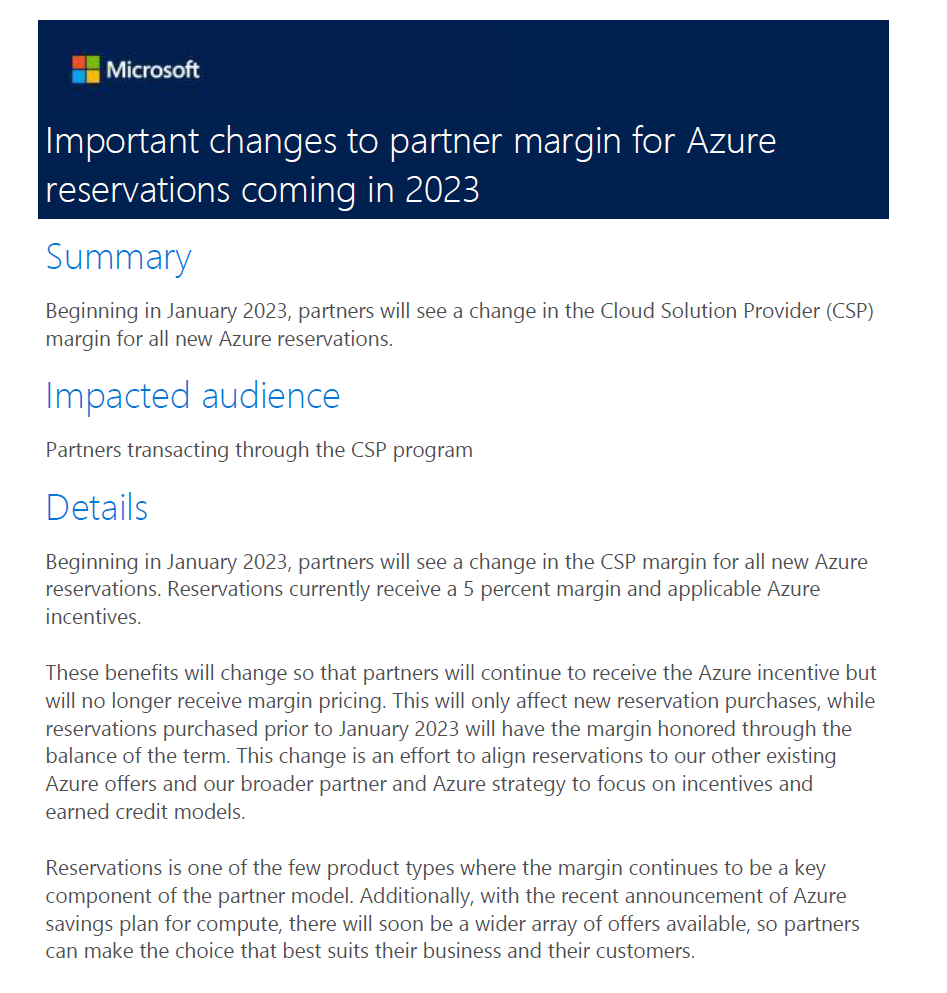 Microsoft
Important changes to partner margin for Azure
reservations coming in 2023
Summary
Beginning in January 2023, partners will see a change in the Cloud Solution Provider (CSP)
margin for all new Azure reservations.
Impacted audience
Partners transacting through the CSP program
Details
Beginning in January 2023, partners will see a change in the CSP margin for all new Azure
reservations. Reservations currently receive a 5 percent margin and applicable Azure
incentives.
These benefits will change so that partners will continue to receive the Azure incentive but
will no longer receive margin pricing. This will only affect new reservation purchases, while
reservations purchased prior to January 2023 will have the margin honored through the
balance of the term. This change is an effort to align reservations to our other existing
Azure offers and our broader partner and Azure strategy to focus on incentives and
earned credit models.
Reservations is one of the few product types where the margin continues to be a key
component of the partner model. Additionally, with the recent announcement of Azure
savings plan for compute, there will soon be a wider array of offers available, so partners
can make the choice that best suits their business and their customers.